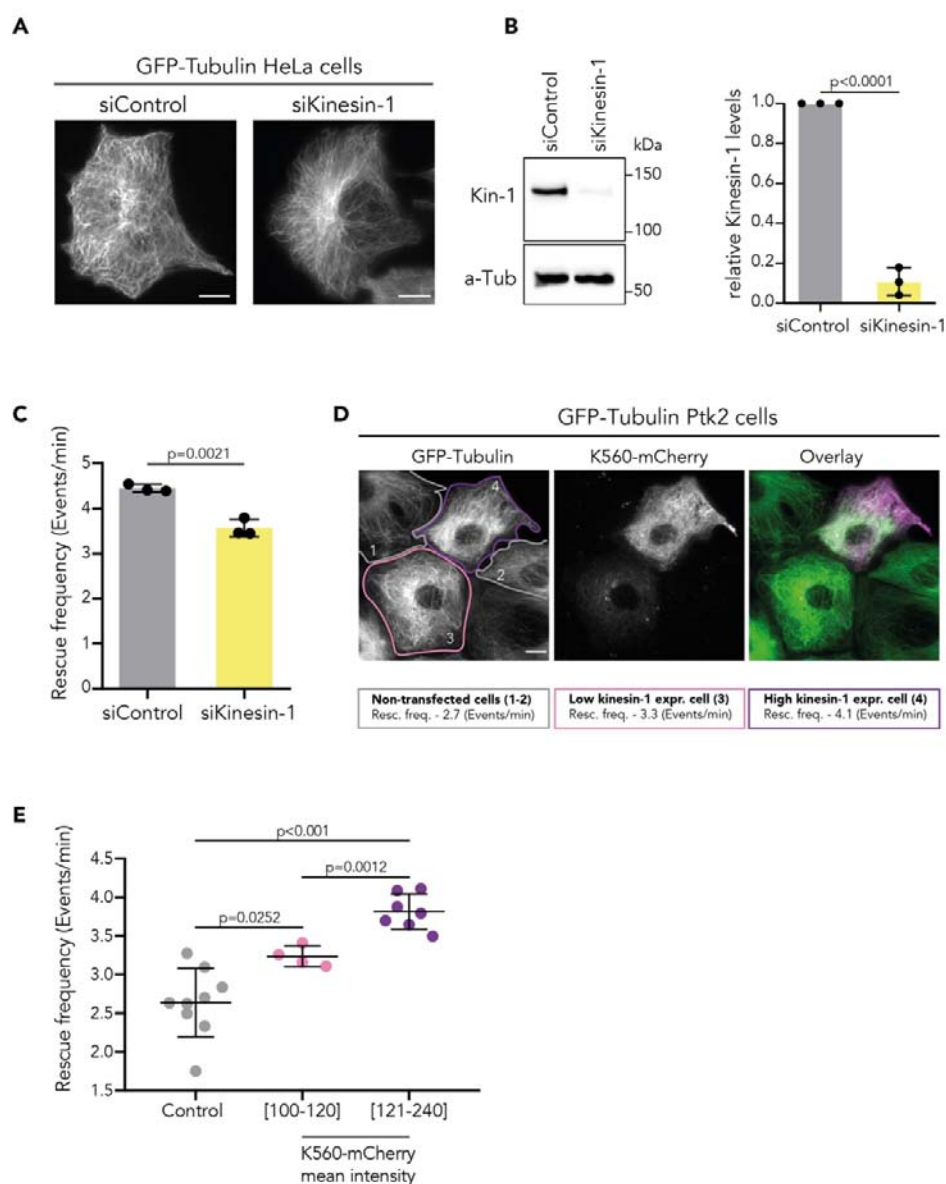 A
GFP-Tubulin HeLa cells
siControl
siKinesin-1
B
siControl
siKinesin-1
kDa
Kin-1
150
100
a-Tub
50
relative Kinesin-1 levels
p<0.0001
1.0
0.8
0.6
0.4
0.2
0.0
siControl
siKinesin-1
C
Rescue frequency (Events/min)
p=0.0021
5
4
3
2
1
0
siControl
siKinesin-1
D
GFP-Tubulin Ptk2 cells
GFP-Tubulin
K560-mCherry
Overlay
4
1
2
3
Non-transfected cells (1-2)
Resc. freq. - 2.7 (Events/min)
Low kinesin-1 expr. cell (3)
Resc. freq. - 3.3 (Events/min)
High kinesin-1 expr. cell (4)
Resc. freq. - 4.1 (Events/min)
E
Rescue frequency (Events/min)
p<0.001
p=0.0012
p=0.0252
4.5
4.0
3.5
3.0
2.5
2.0
1.5
Control
[100-120]
[121-240]
K560-mCherry
mean intensity